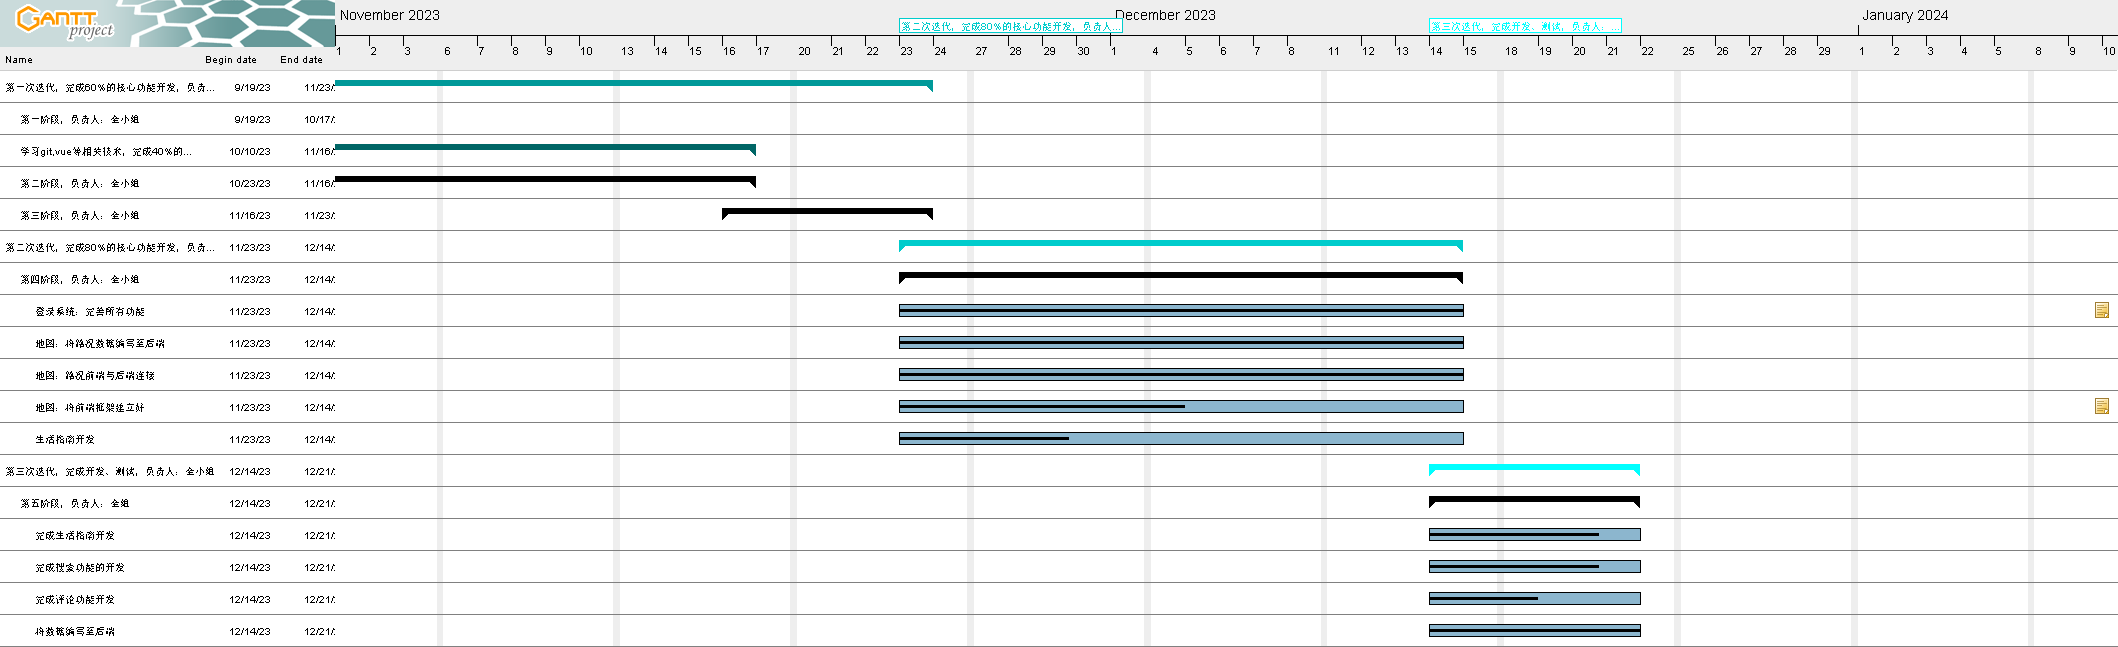 GANTT
project
November 2023
December 2023
January 2024
第二次迭代，完成80%的核心功能开发，负责人...
第三次迭代，完成开发、测试，负责人：...
1 2 3 6 7 8 9 10 13 14 15 16 17 20 21 22 23 24 27 28 29 30 1 4 5 6 7 8 11 12 13 14 15 18 19 20 21 22 25 26 27 28 29 1 2 3 4 5 8 9 10
Name Begin date End date
第一次迭代，完成60%的核心功能开发，负责... 9/19/23 11/23/
第一阶段，负责人：全小组 9/19/23 10/17/
学习git,vue等相关技术，完成40%的... 10/10/23 11/16/
第二阶段，负责人：全小组 10/23/23 11/16/
第三阶段，负责人：全小组 11/16/23 11/23/
第二次迭代，完成80%的核心功能开发，负责... 11/23/23 12/14/
第四阶段，负责人：全小组 11/23/23 12/14/
登录系统：完善所有功能 11/23/23 12/14/
地图：将路况数据编写至后端 11/23/23 12/14/
地图：路况前端与后端连接 11/23/23 12/14/
地图：将前端框架建立好 11/23/23 12/14/
生活指南开发 11/23/23 12/14/
第三次迭代，完成开发、测试，负责人：全小组 12/14/23 12/21/
第五阶段，负责人：全组 12/14/23 12/21/
完成生活指南开发 12/14/23 12/21/
完成搜索功能的开发 12/14/23 12/21/
完成评论功能开发 12/14/23 12/21/
将数据编写至后端 12/14/23 12/21/